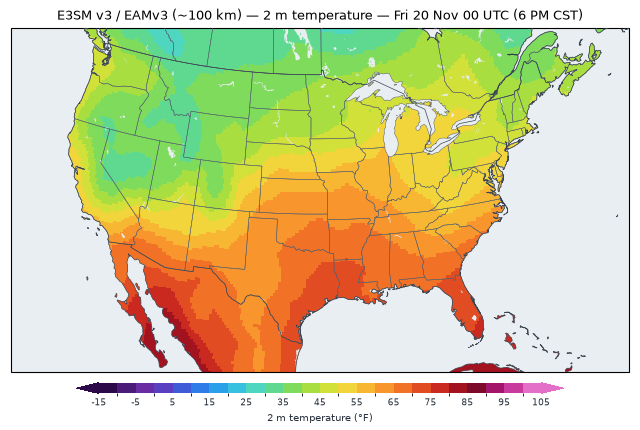 E3SM v3 / EAMv3 (~100 km) — 2 m temperature — Fri 20 Nov 00 UTC (6 PM CST)
-15 -5 5 15 25 35 45 55 65 75 85 95 105
2 m temperature (°F)